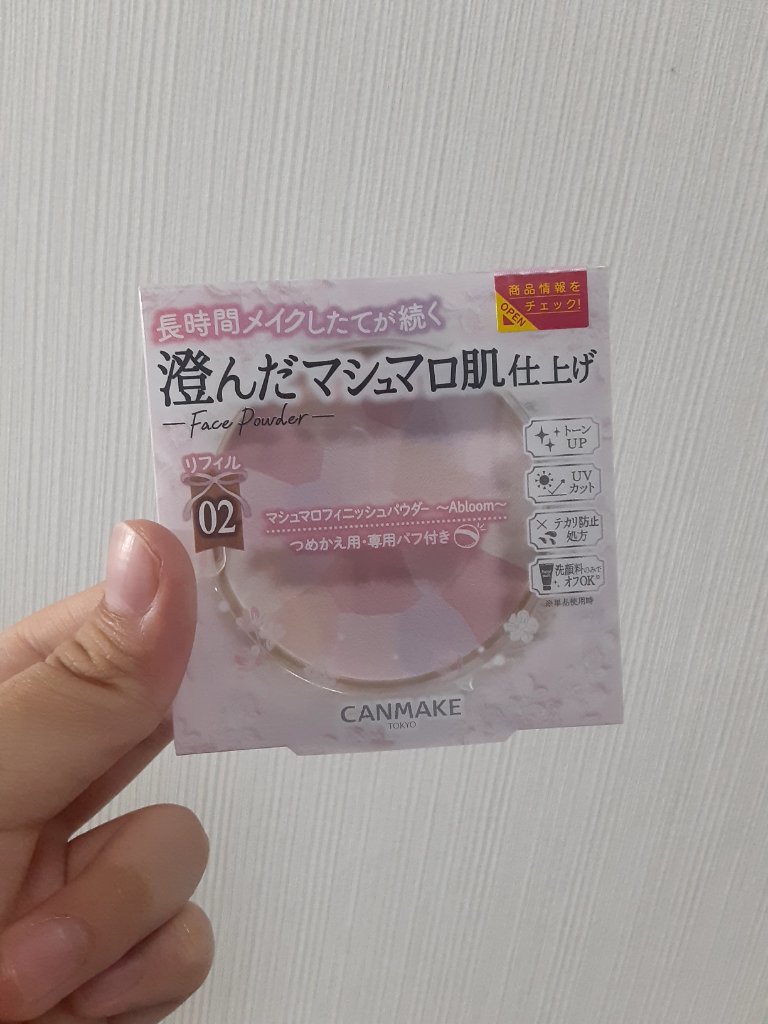 商品情報を
チェック!
OPEN
長時間メイクしたてが続く
澄んだマシュマロ肌仕上げ
Face Powder
トーン
UP
リフィル
02
UV
カット
マシュマロフィニッシュパウダー ～Abloom～
つめかえ用・専用パフ付き
テカリ防止
処方
洗顔料のみで
オフOK※
※単品使用時
CANMAKE
TOKYO